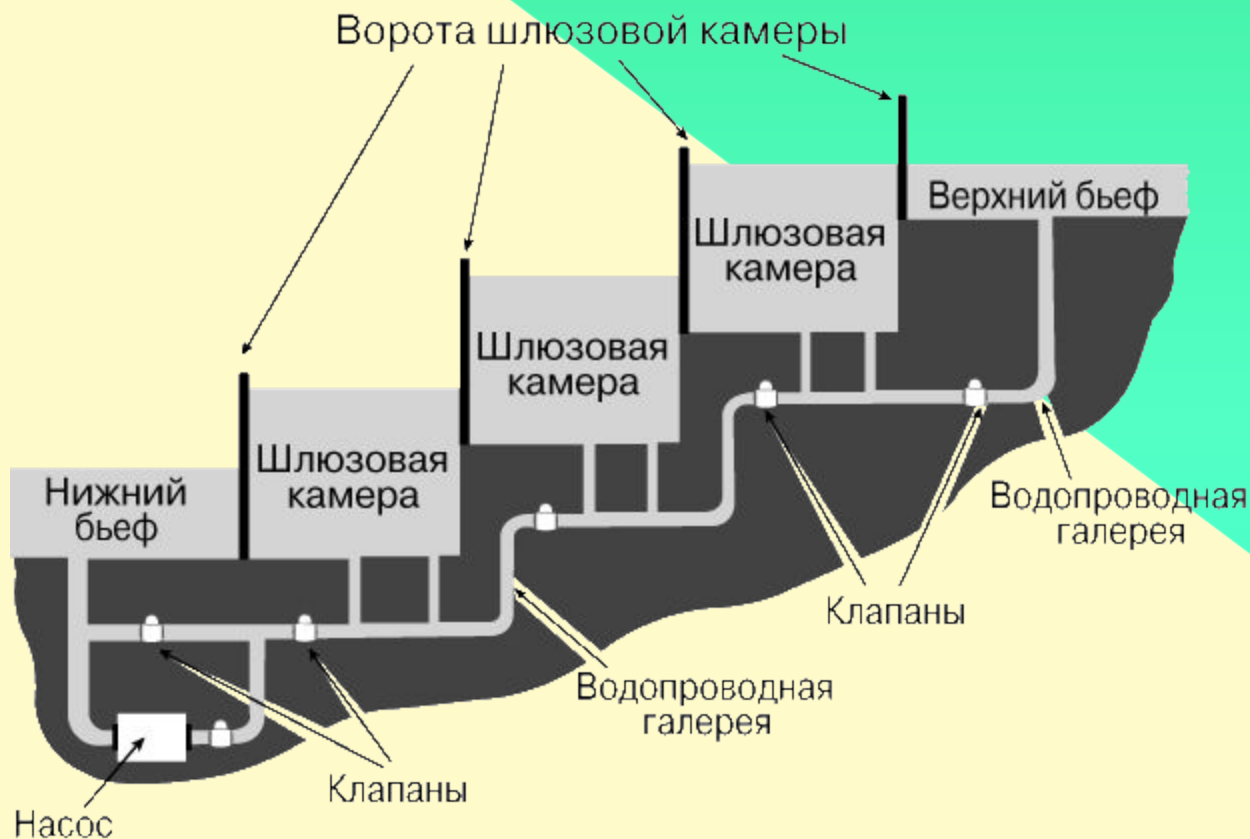 Ворота шлюзовой камеры
Верхний бьеф
Шлюзовая
камера
Шлюзовая
камера
Шлюзовая
камера
Нижний
бьеф
Водопроводная
галерея
Клапаны
Водопроводная
галерея
Клапаны
Насос